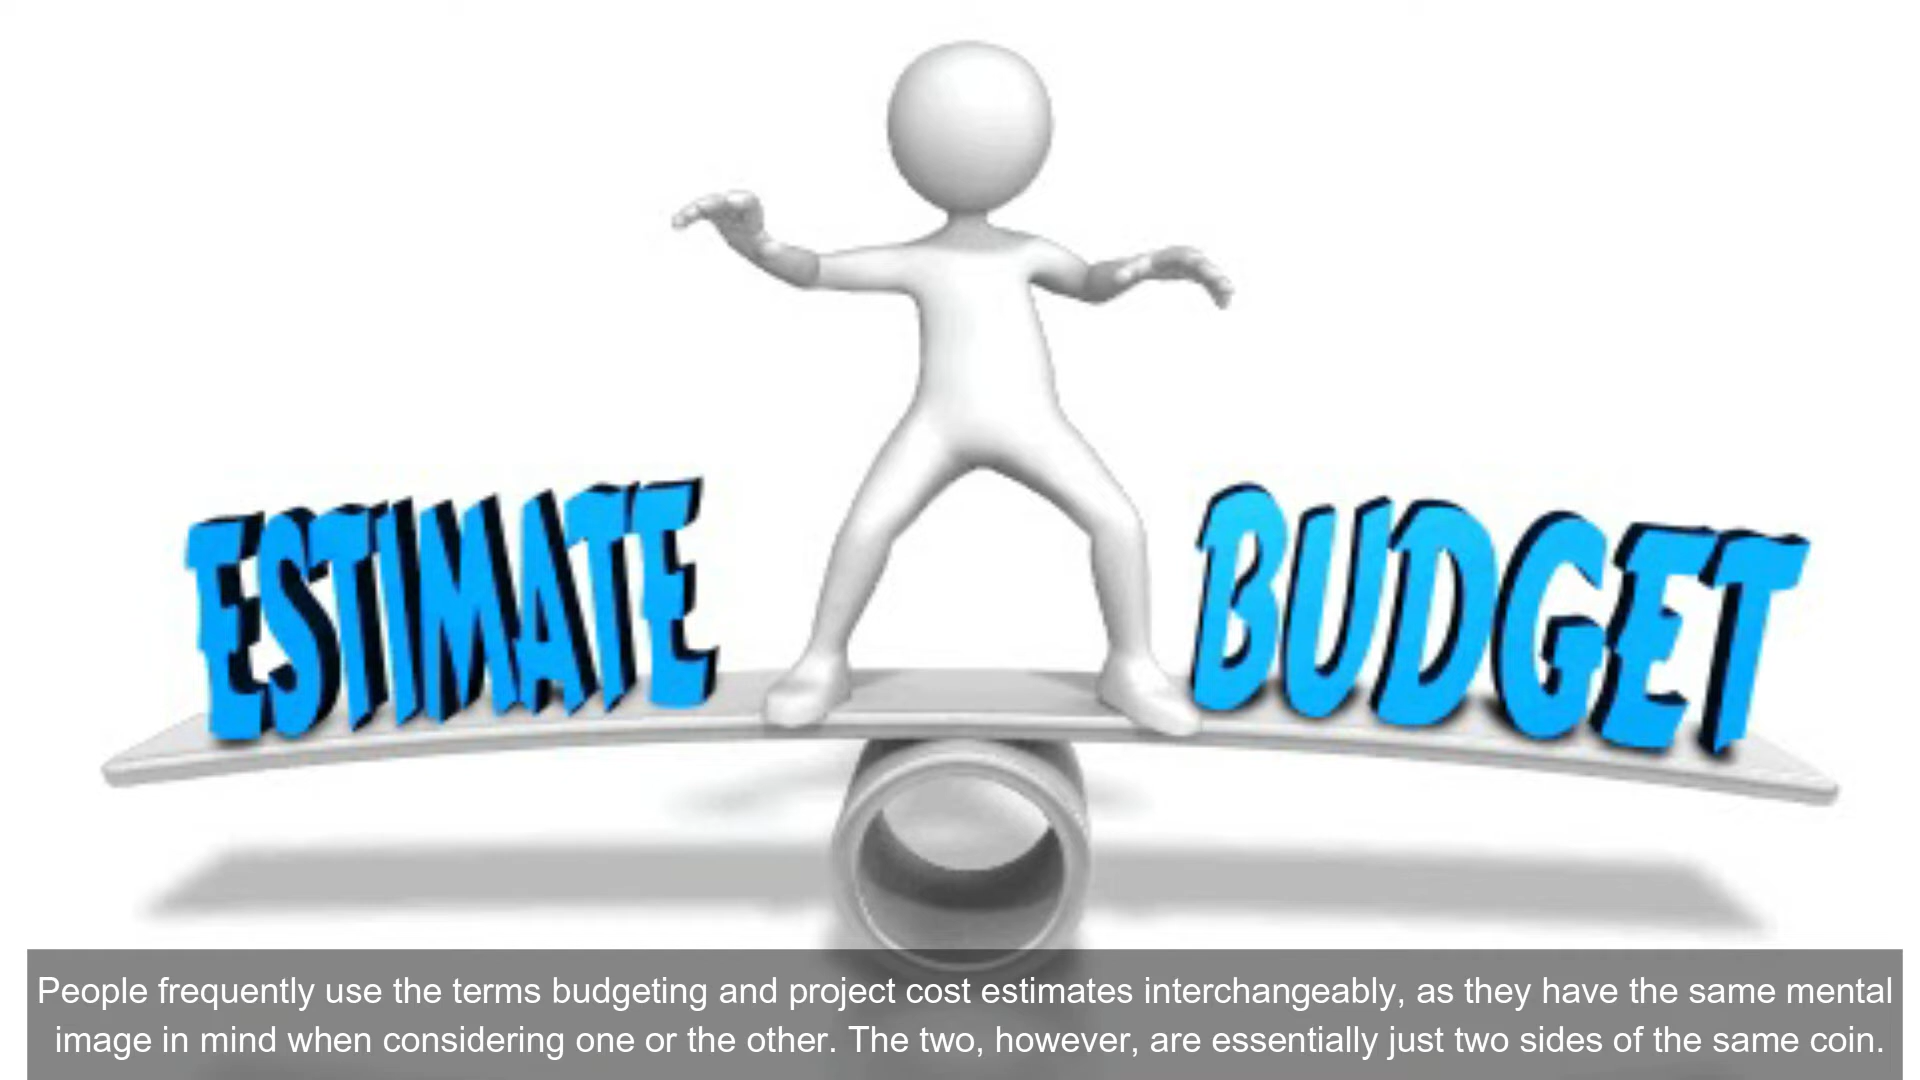 ESTIMATE
BUDGET
People frequently use the terms budgeting and project cost estimates interchangeably, as they have the same mental
image in mind when considering one or the other. The two, however, are essentially just two sides of the same coin.